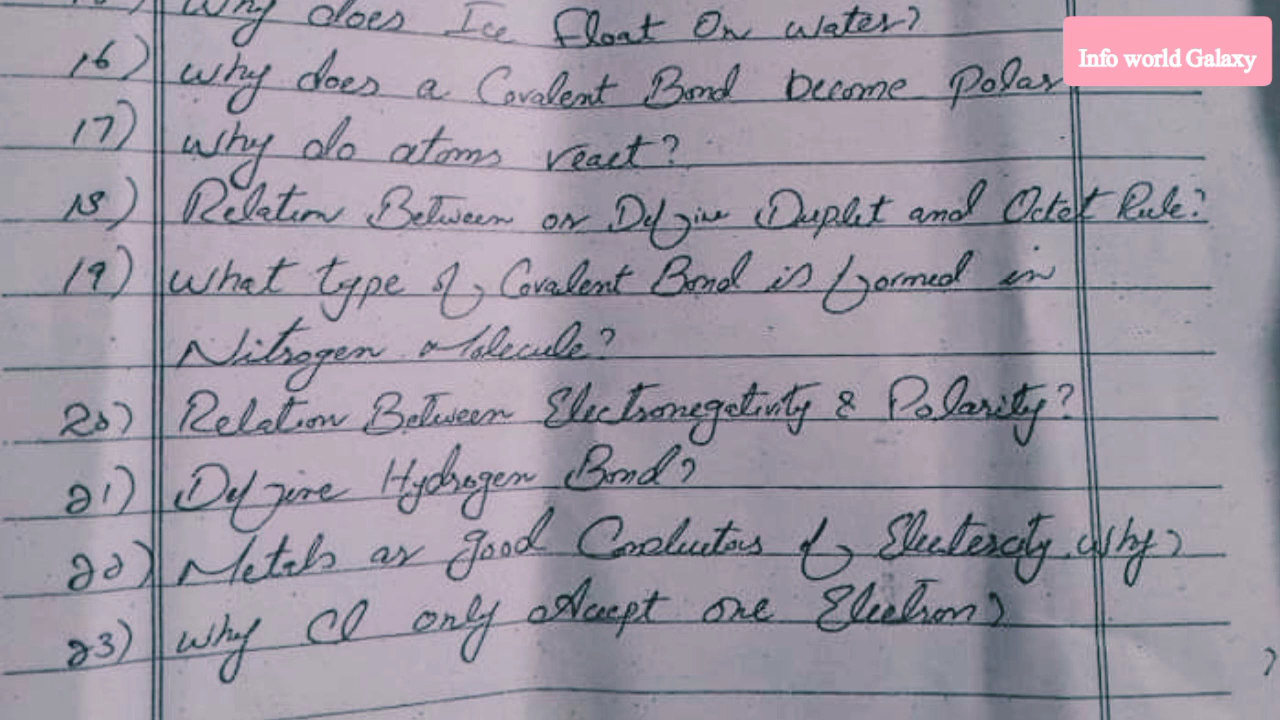 Why does Ice Float On water?
Info world Galaxy
16) why does a Covalent Bond become Polar
17) why do atoms react?
18) Relation Between or Define Duplet and Octet Rule?
19) What type of Covalent Bond is formed in
Nitrogen Molecule?
20) Relation Between Electronegativity & Polarity?
21) Define Hydrogen Bond?
22) Metals as good Conductors of Electercity why?
23) why Cl only Accept one Electron?
?